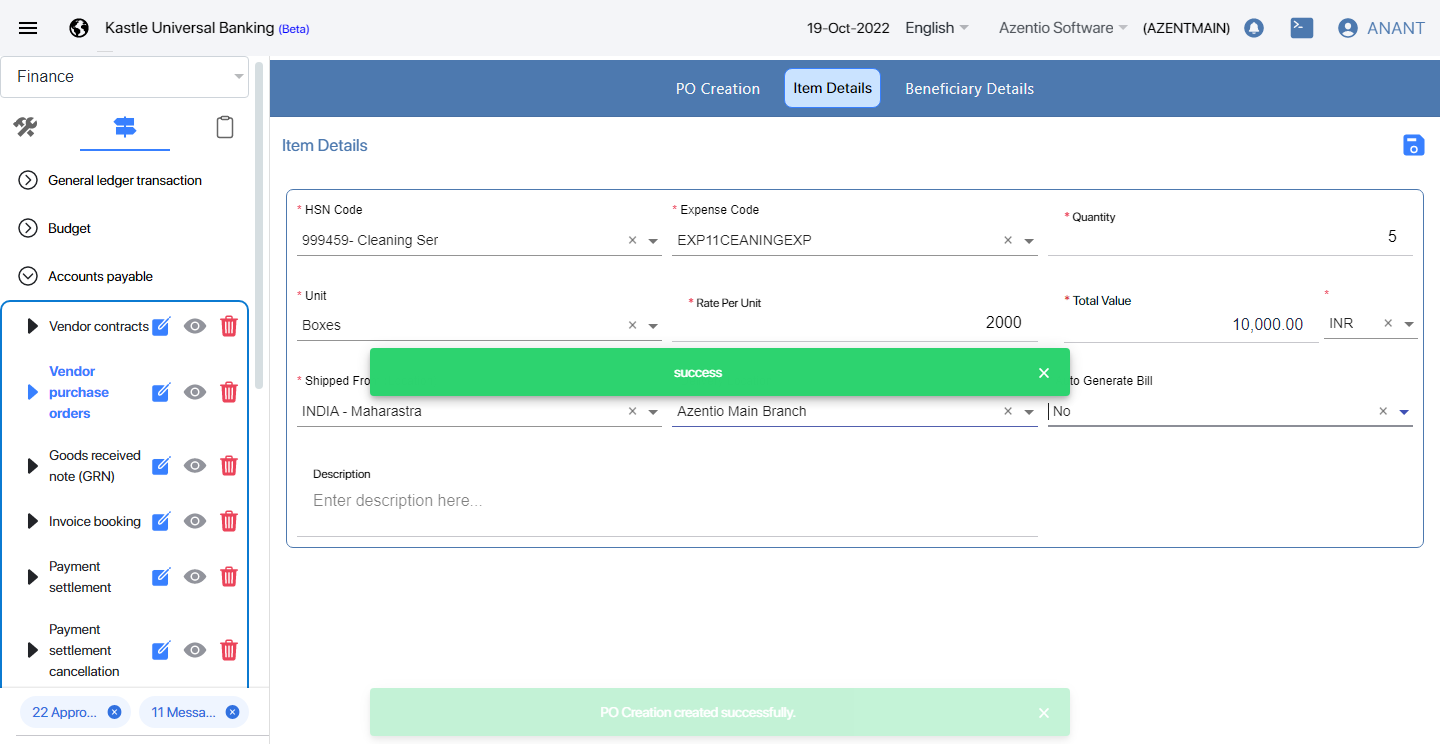 Kastle Universal Banking (Beta)
19-Oct-2022 English Azentio Software (AZENTMAIN) ANANT
Finance
PO Creation Item Details Beneficiary Details
Item Details
General ledger transaction
Budget
Accounts payable
Vendor contracts
Vendor
purchase
orders
Goods received
note (GRN)
Invoice booking
Payment
settlement
Payment
settlement
cancellation
22 Appro...
11 Messa...
* HSN Code
999459- Cleaning Ser
* Expense Code
EXP11CEANINGEXP
* Quantity
5
* Unit
Boxes
* Rate Per Unit
2000
* Total Value
10,000.00
*
INR
success
* Shipped Fro
INDIA - Maharastra
Azentio Main Branch
to Generate Bill
No
Description
Enter description here...
PO Creation created successfully.